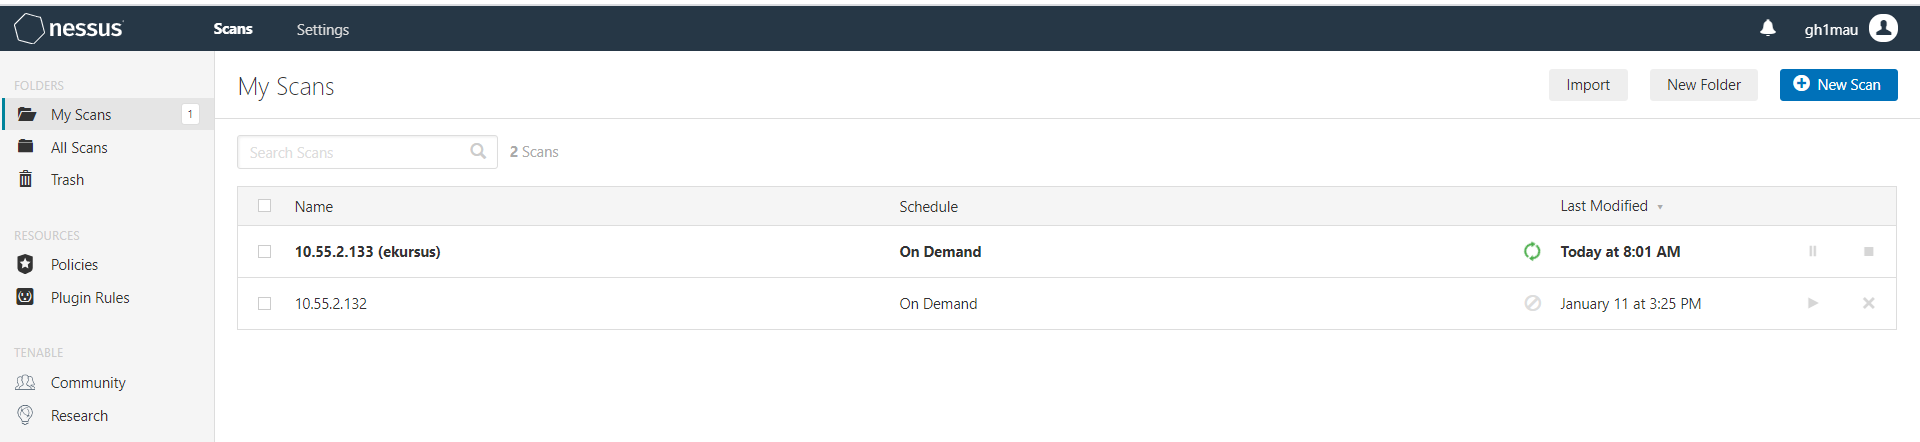 nessus
Scans
Settings
gh1mau
FOLDERS
My Scans
1
All Scans
Trash
RESOURCES
Policies
Plugin Rules
TENABLE
Community
Research
My Scans
Import
New Folder
New Scan
Search Scans
2 Scans
Name
Schedule
Last Modified
10.55.2.133 (ekursus)
On Demand
Today at 8:01 AM
10.55.2.132
On Demand
January 11 at 3:25 PM